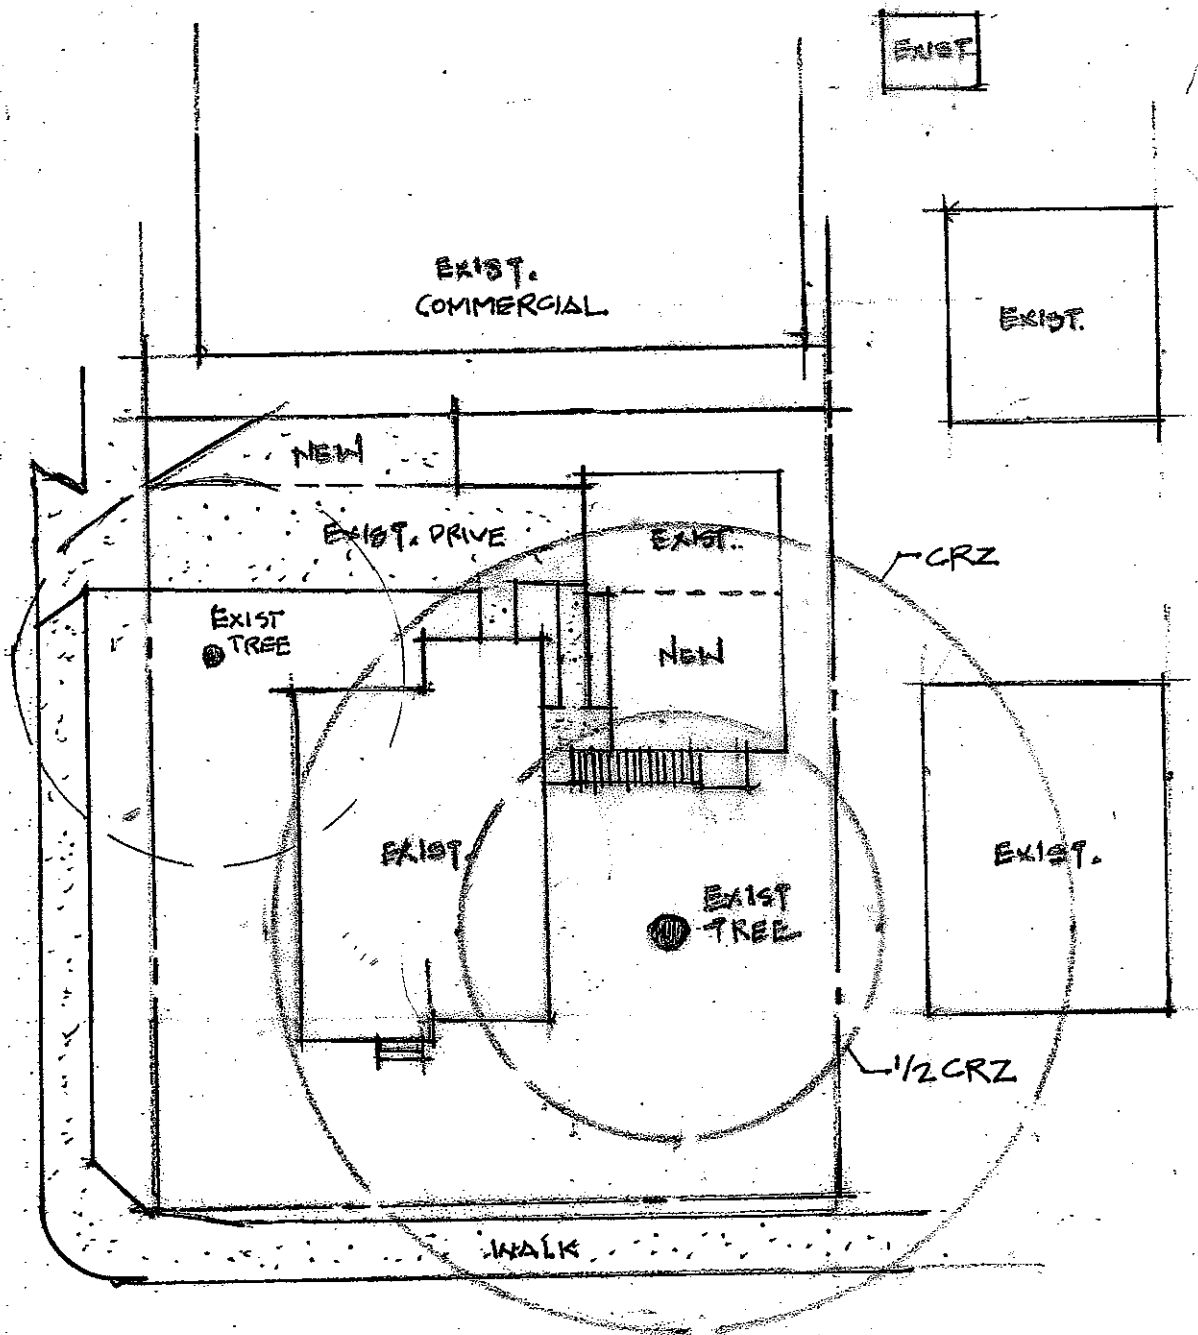 EXIST
EXIST.
COMMERCIAL
EXIST.
NEW
EXIST. DRIVE
EXIST.
CRZ
EXIST
TREE
NEW
EXIST.
EXIST.
EXIST
TREE
1/2 CRZ
WALK